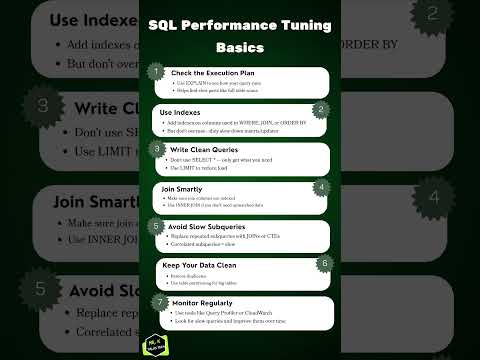 SQL Performance Tuning
Basics
1
Check the Execution Plan
• Use EXPLAIN to see how your query runs
• Helps find slow parts like full table scans
Use Indexes
2
• Add indexes on columns used in WHERE, JOIN, or ORDER BY
• But don't overuse - they slow down inserts/updates
3
Write Clean Queries
• Don't use SELECT * — only get what you need
• Use LIMIT to reduce load
Join Smartly
4
• Make sure join columns are indexed
• Use INNER JOIN if you don't need unmatched data
5
Avoid Slow Subqueries
• Replace repeated subqueries with JOINs or CTEs
• Correlated subqueries = slow
Keep Your Data Clean
6
• Remove duplicates
• Use table partitioning for big tables
7
Monitor Regularly
• Use tools like Query Profiler or CloudWatch
• Look for slow queries and improve them over time
Use Indexes
• Add indexes o
• But don't over
3
Write Clea
• Don't use SE
• Use LIMIT t
Join Smart
• Make sure join c
• Use INNER JOI
5
Avoid Slo
• Replace repe
• Correlated s
2
ORDER BY
4